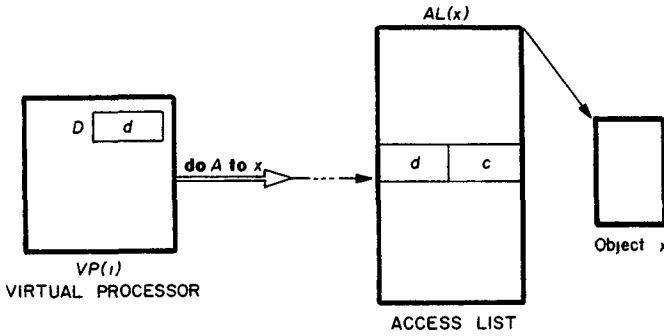 AL(x)
D d
do A to x
d c
Object x
VP(i)
VIRTUAL PROCESSOR
ACCESS LIST